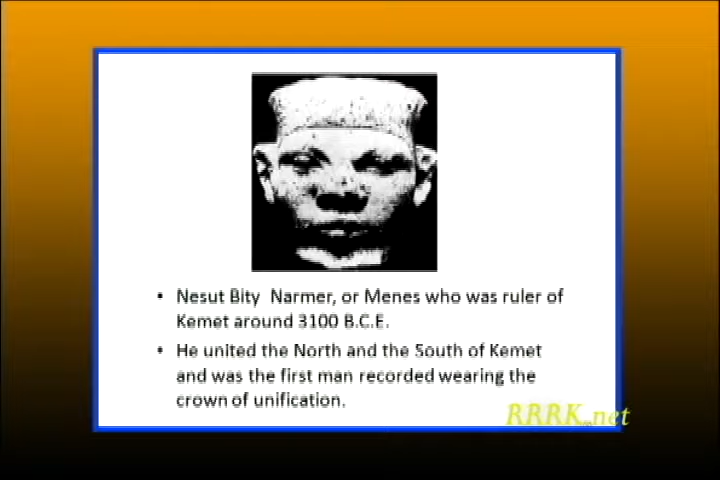 • Nesut Bity Narmer, or Menes who was ruler of
Kemet around 3100 B.C.E.
• He united the North and the South of Kemet
and was the first man recorded wearing the
crown of unification.
RRRK.net